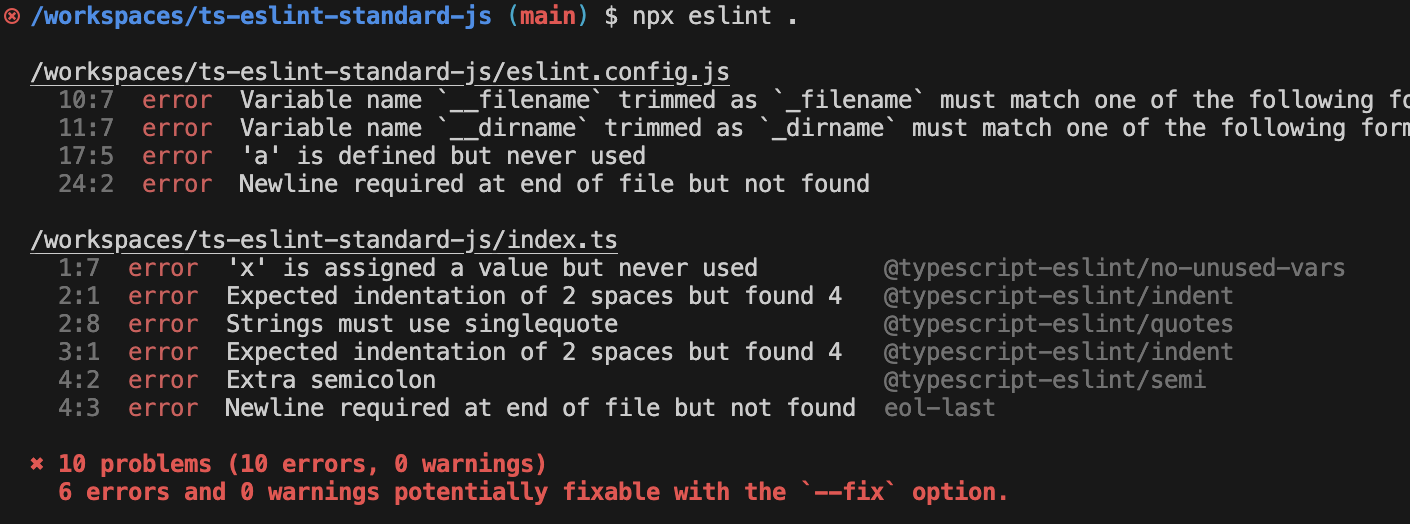 /workspaces/ts-eslint-standard-js (main) $ npx eslint .
/workspaces/ts-eslint-standard-js/eslint.config.js
10:7 error Variable name `__filename` trimmed as `_filename` must match one of the following fo
11:7 error Variable name `__dirname` trimmed as `_dirname` must match one of the following form
17:5 error 'a' is defined but never used
24:2 error Newline required at end of file but not found
/workspaces/ts-eslint-standard-js/index.ts
1:7 error 'x' is assigned a value but never used @typescript-eslint/no-unused-vars
2:1 error Expected indentation of 2 spaces but found 4 @typescript-eslint/indent
2:8 error Strings must use singlequote @typescript-eslint/quotes
3:1 error Expected indentation of 2 spaces but found 4 @typescript-eslint/indent
4:2 error Extra semicolon @typescript-eslint/semi
4:3 error Newline required at end of file but not found eol-last
✖ 10 problems (10 errors, 0 warnings)
6 errors and 0 warnings potentially fixable with the `--fix` option.